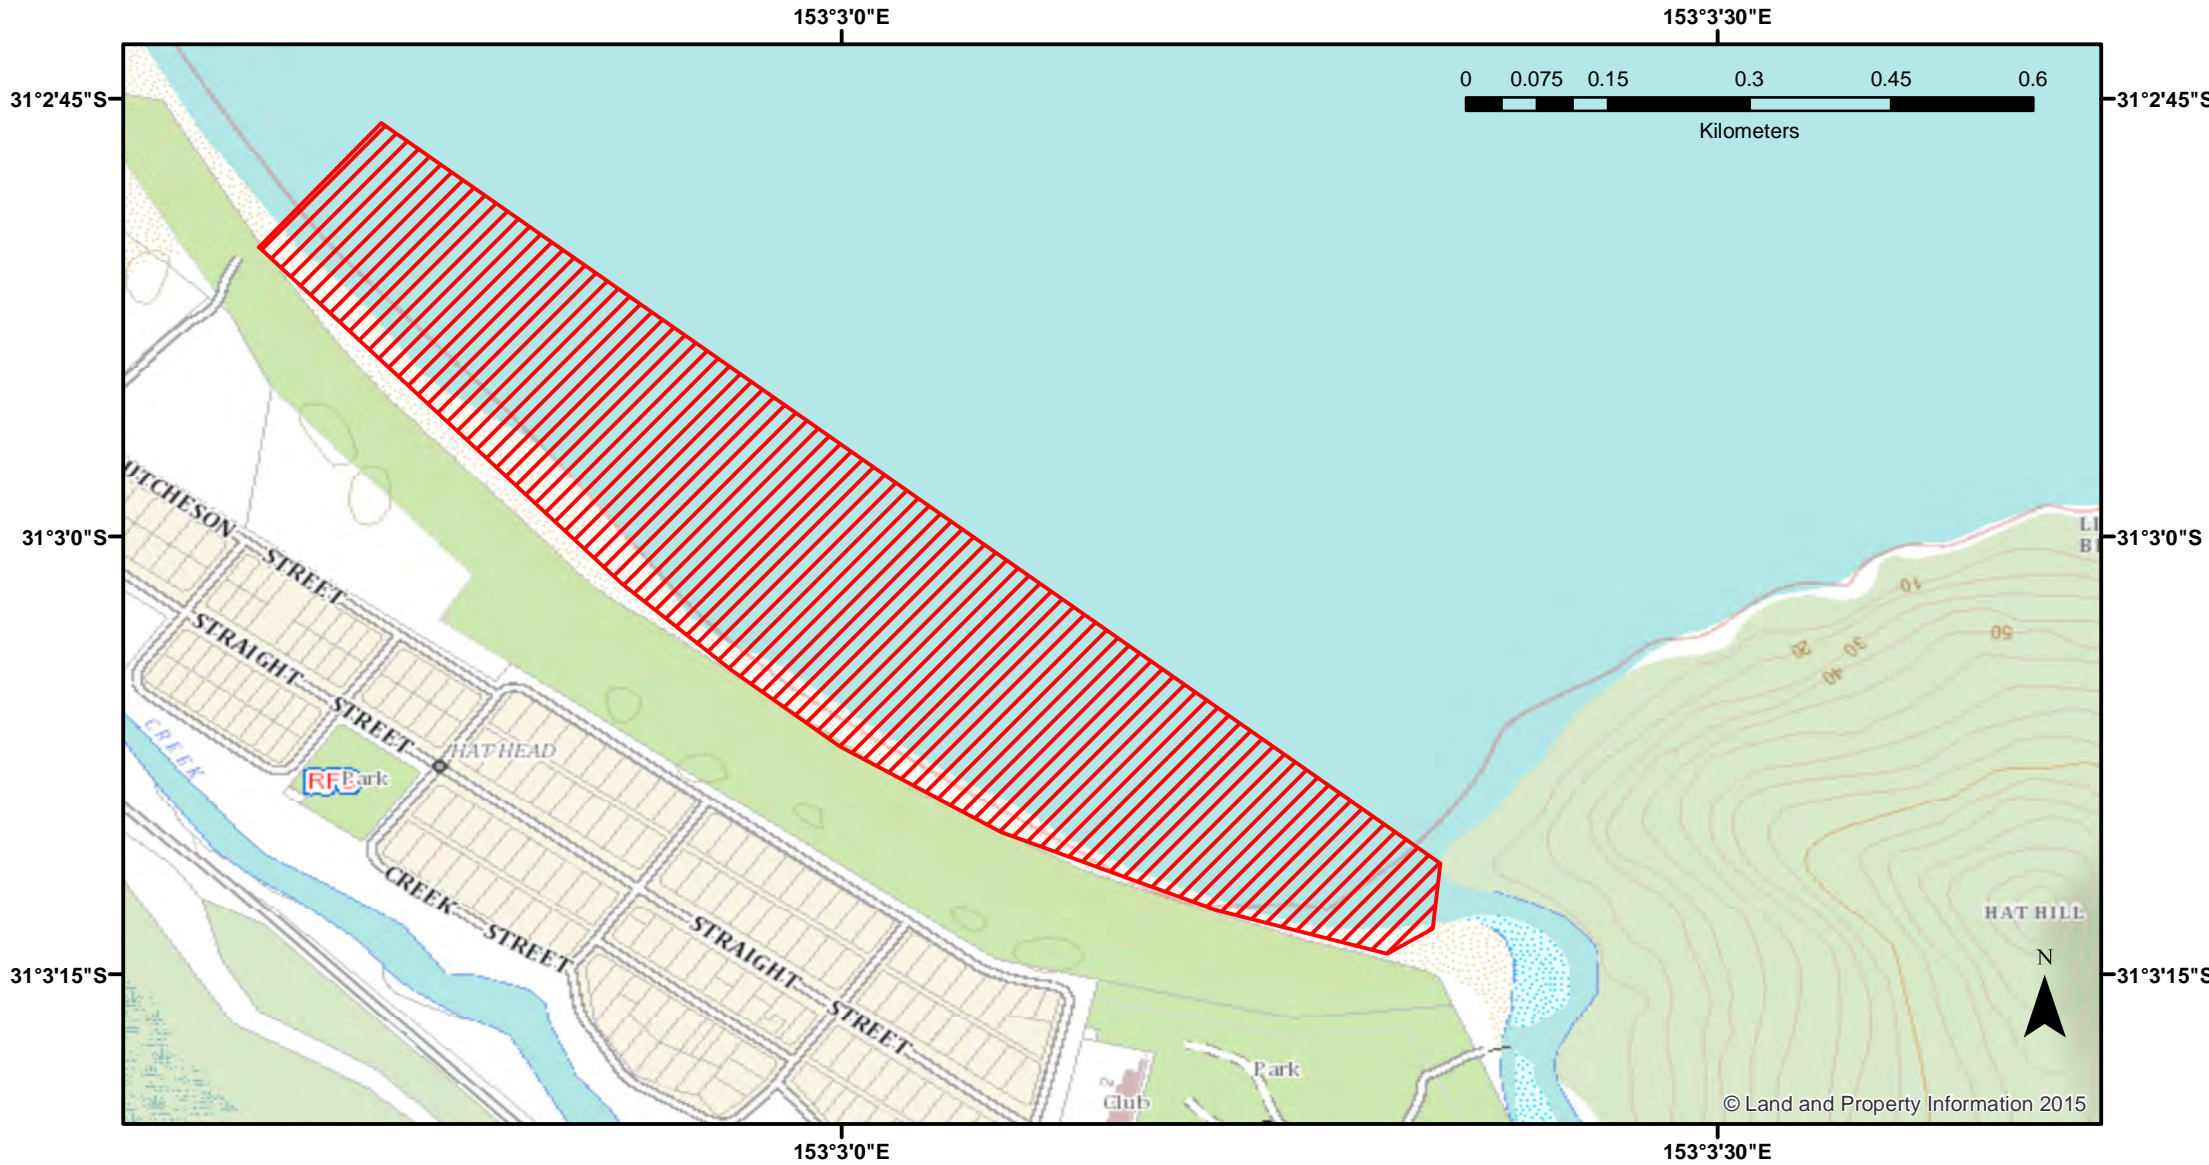 153°3'0"E
153°3'30"E
0 0.075 0.15 0.3 0.45 0.6
Kilometers
31°2'45"S
31°2'45"S
31°3'0"S
31°3'0"S
10
20
30
40
50
STREET
STRAIGHT
STREET
HAT HEAD
CREEK
Park
CREEK
STREET
STRAIGHT
STREET
HAT HILL
N
31°3'15"S
31°3'15"S
Park
2
Club
© Land and Property Information 2015
153°3'0"E
153°3'30"E